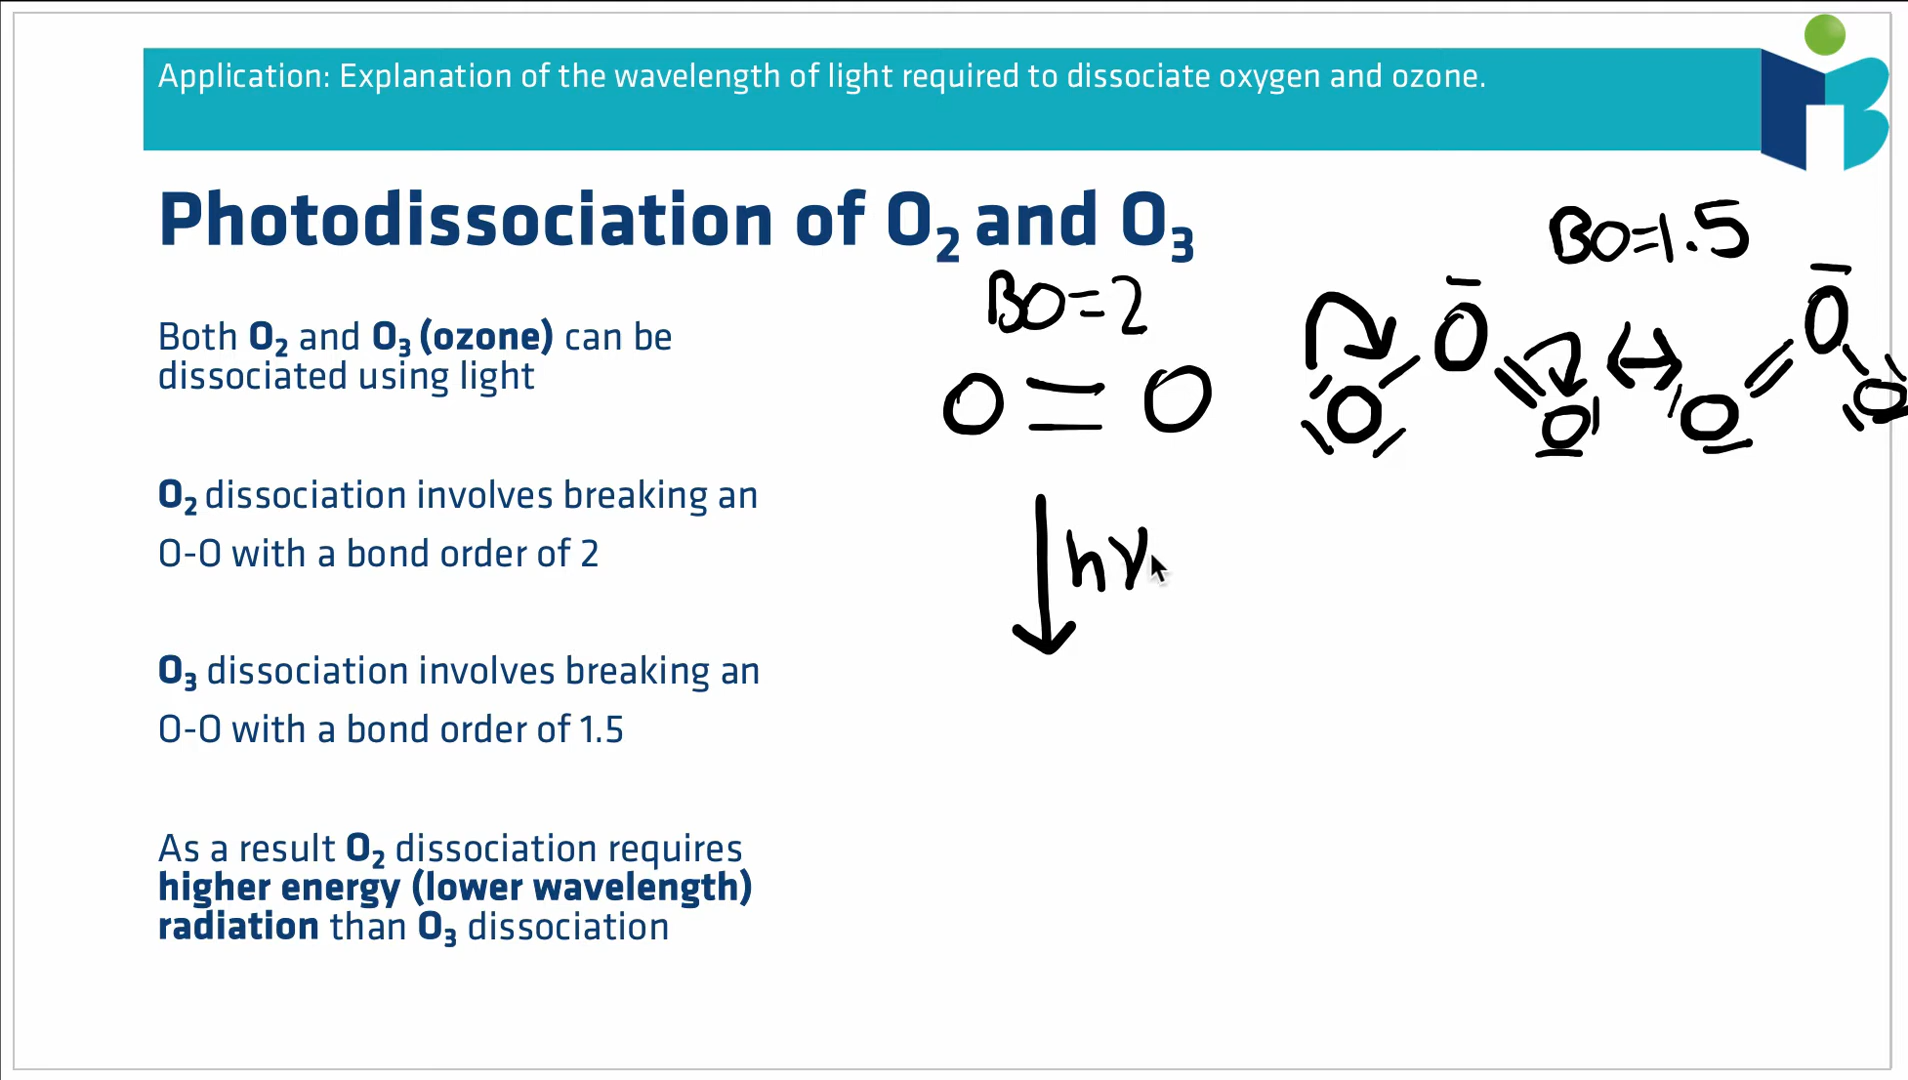 Application: Explanation of the wavelength of light required to dissociate oxygen and ozone.
Photodissociation of O₂ and O₃
Both O₂ and O₃ (ozone) can be
dissociated using light
O₂ dissociation involves breaking an
O-O with a bond order of 2
O₃ dissociation involves breaking an
O-O with a bond order of 1.5
As a result O₂ dissociation requires
higher energy (lower wavelength)
radiation than O₃ dissociation
BO=2
O=O
hν
BO=1.5
O
O
O
O
O
O